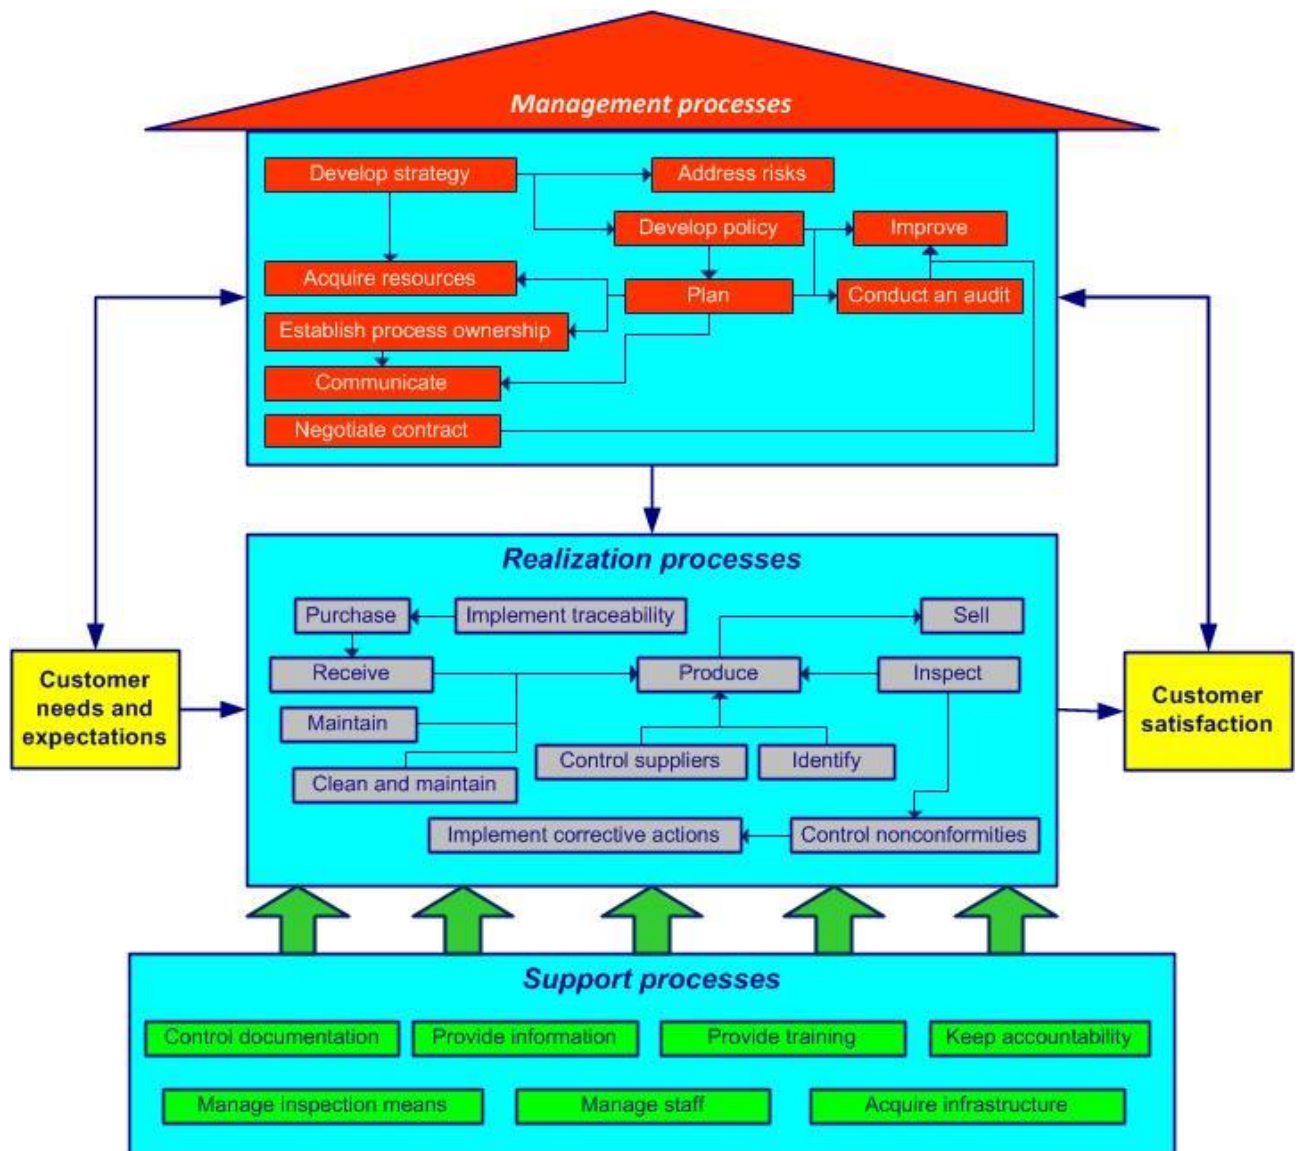 Management processes
Develop strategy
Address risks
Develop policy
Improve
Acquire resources
Plan
Conduct an audit
Establish process ownership
Communicate
Negotiate contract
Realization processes
Purchase
Implement traceability
Sell
Receive
Produce
Inspect
Maintain
Control suppliers
Identify
Clean and maintain
Implement corrective actions
Control nonconformities
Customer
needs and
expectations
Customer
satisfaction
Support processes
Control documentation
Provide information
Provide training
Keep accountability
Manage inspection means
Manage staff
Acquire infrastructure